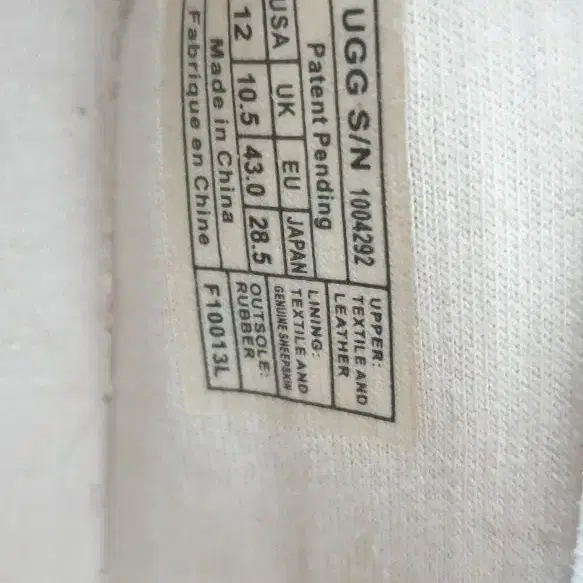 UGG S/N 1004292
Patent Pending
USA UK EU JAPAN
12 10.5 43.0 28.5
Made in China
Fabrique en Chine
UPPER:
TEXTILE AND
LEATHER
LINING:
TEXTILE AND
GENUINE SHEEPSKIN
OUTSOLE:
RUBBER
F10013L